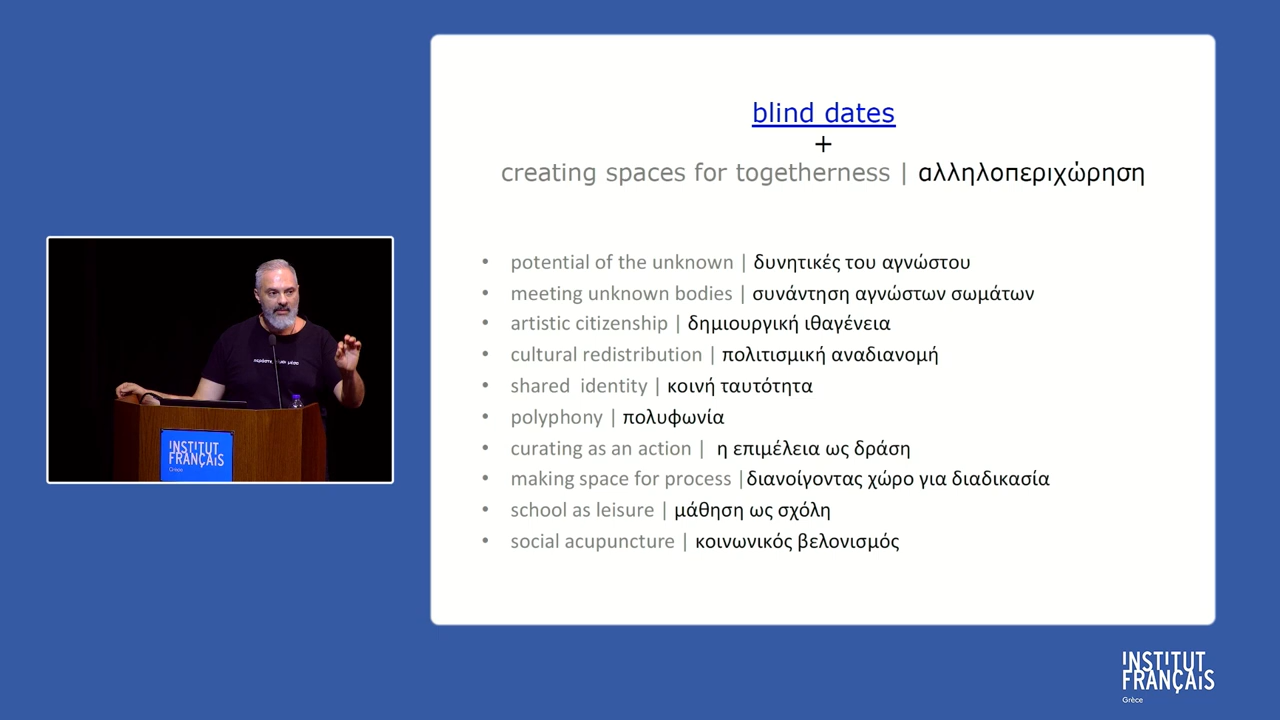 blind dates
+
creating spaces for togetherness | αλληλοπεριχώρηση
• potential of the unknown | δυνητικές του αγνώστου
• meeting unknown bodies | συνάντηση αγνώστων σωμάτων
• artistic citizenship | δημιουργική ιθαγένεια
• cultural redistribution | πολιτισμική αναδιανομή
• shared  identity | κοινή ταυτότητα
• polyphony | πολυφωνία
• curating as an action |  η επιμέλεια ως δράση
• making space for process |διανοίγοντας χώρο για διαδικασία
• school as leisure | μάθηση ως σχόλη
• social acupuncture | κοινωνικός βελονισμός
INSTITUT
FRANÇAIS
Grèce
INSTITUT
FRANÇAIS
Grèce